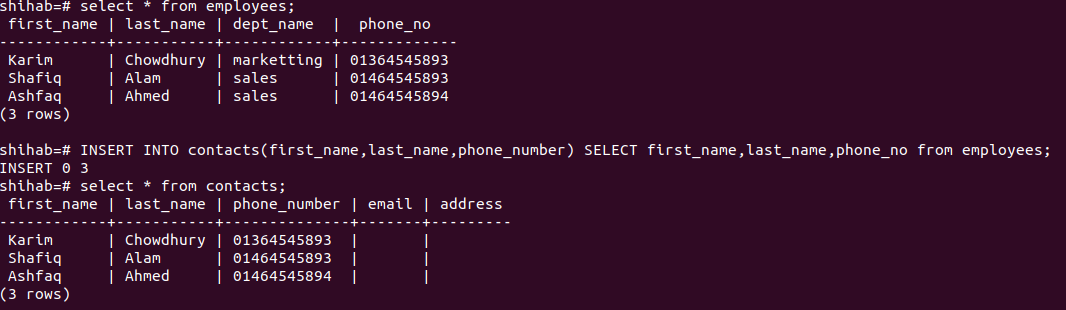 shihab=# select * from employees;
 first_name | last_name | dept_name  |  phone_no
------------+-----------+------------+-------------
 Karim      | Chowdhury | marketting | 01364545893
 Shafiq     | Alam      | sales      | 01464545893
 Ashfaq     | Ahmed     | sales      | 01464545894
(3 rows)

shihab=# INSERT INTO contacts(first_name,last_name,phone_number) SELECT first_name,last_name,phone_no from employees;
INSERT 0 3
shihab=# select * from contacts;
 first_name | last_name | phone_number | email | address
------------+-----------+--------------+-------+---------
 Karim      | Chowdhury | 01364545893  |       |
 Shafiq     | Alam      | 01464545893  |       |
 Ashfaq     | Ahmed     | 01464545894  |       |
(3 rows)